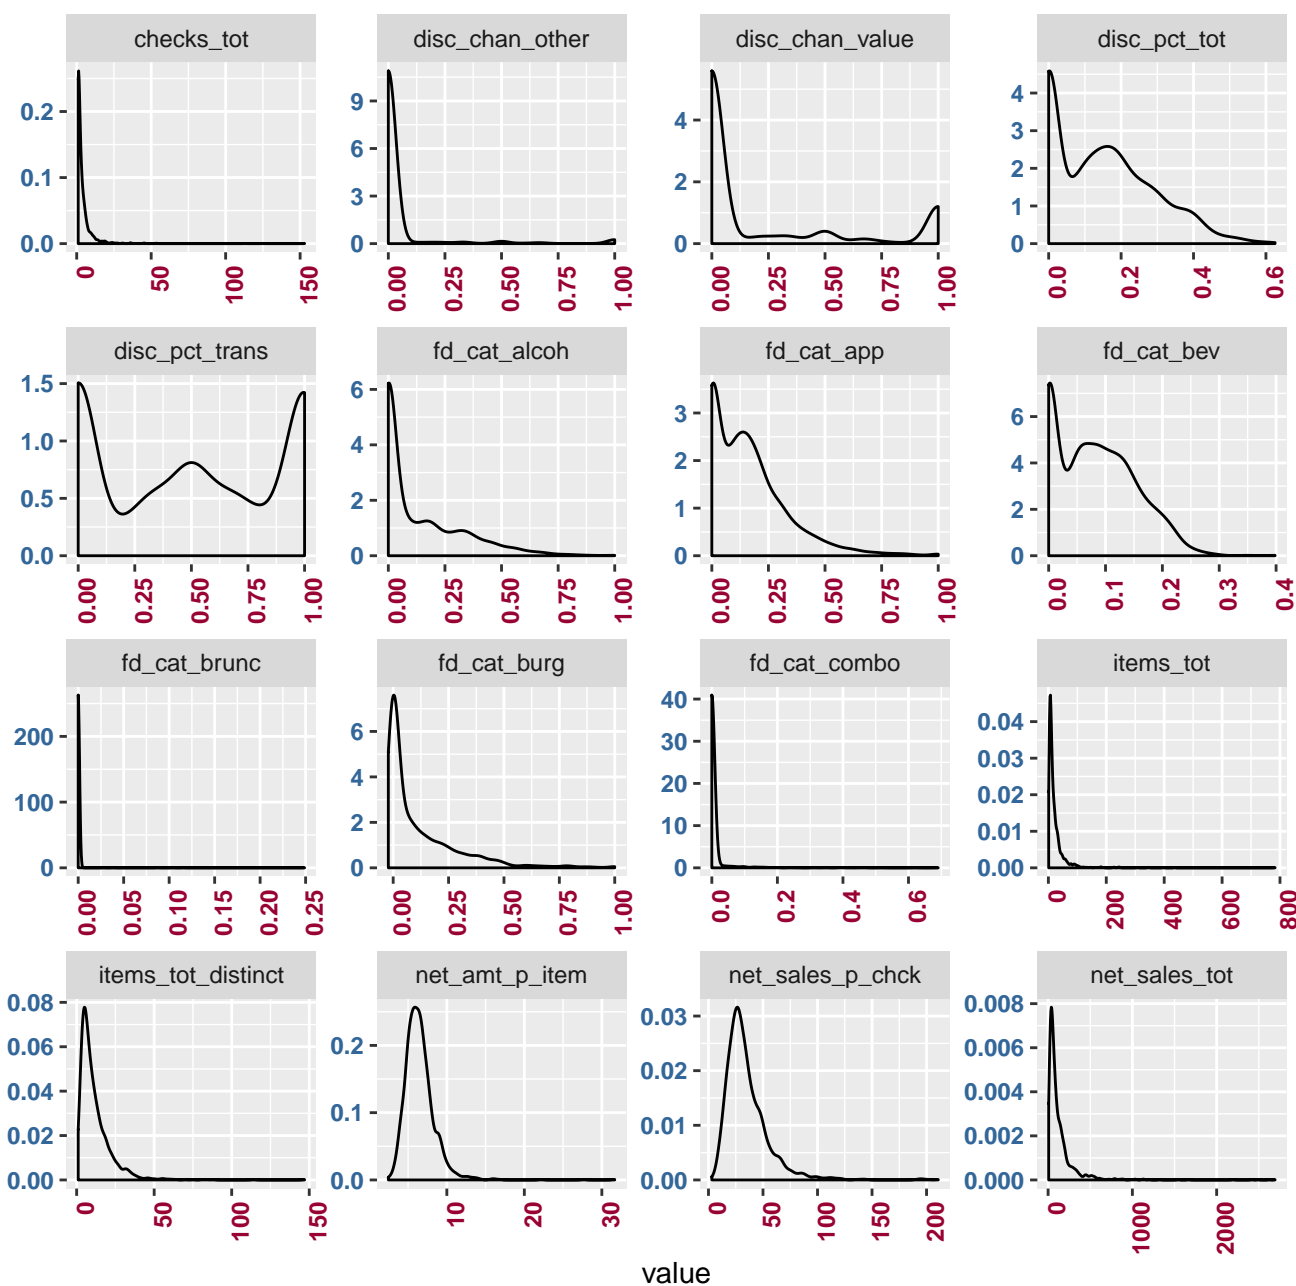 checks_tot disc_chan_other disc_chan_value disc_pct_tot
0.2 0.1 0.0 9 6 3 0 4 2 0 4 3 2 1 0
0 50 100 150 0.00 0.25 0.50 0.75 1.00 0.00 0.25 0.50 0.75 1.00 0.0 0.2 0.4 0.6
disc_pct_trans fd_cat_alcoh fd_cat_app fd_cat_bev
1.5 1.0 0.5 0.0 6 4 2 0 3 2 1 0 6 4 2 0
0.00 0.25 0.50 0.75 1.00 0.00 0.25 0.50 0.75 1.00 0.00 0.25 0.50 0.75 1.00 0.0 0.1 0.2 0.3 0.4
fd_cat_brunc fd_cat_burg fd_cat_combo items_tot
200 100 0 6 4 2 0 40 30 20 10 0 0.04 0.03 0.02 0.01 0.00
0.00 0.05 0.10 0.15 0.20 0.25 0.00 0.25 0.50 0.75 1.00 0.0 0.2 0.4 0.6 0 200 400 600 800
items_tot_distinct net_amt_p_item net_sales_p_chck net_sales_tot
0.08 0.06 0.04 0.02 0.00 0.2 0.1 0.0 0.03 0.02 0.01 0.00 0.008 0.006 0.004 0.002 0.000
0 50 100 150 10 20 30 0 50 100 150 200 0 1000 2000
value